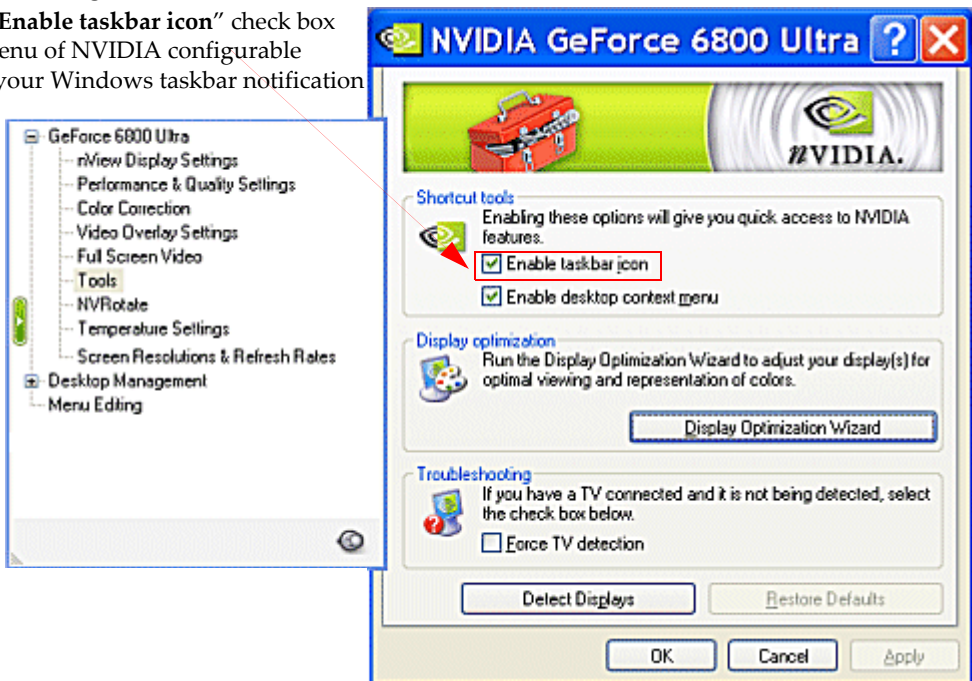 Enable taskbar icon” check box
enu of NVIDIA configurable
your Windows taskbar notification
GeForce 6800 Ultra
nView Display Settings
Performance & Quality Settings
Color Correction
Video Overlay Settings
Full Screen Video
Tools
NVRotate
Temperature Settings
Screen Resolutions & Refresh Rates
Desktop Management
Menu Editing
NVIDIA GeForce 6800 Ultra
nVIDIA.
Shortcut tools
Enabling these options will give you quick access to NVIDIA
features.
Enable taskbar icon
Enable desktop context menu
Display optimization
Run the Display Optimization Wizard to adjust your display(s) for
optimal viewing and representation of colors.
Display Optimization Wizard
Troubleshooting
If you have a TV connected and it is not being detected, select
the check box below.
Force TV detection
Detect Displays
Restore Defaults
OK
Cancel
Apply